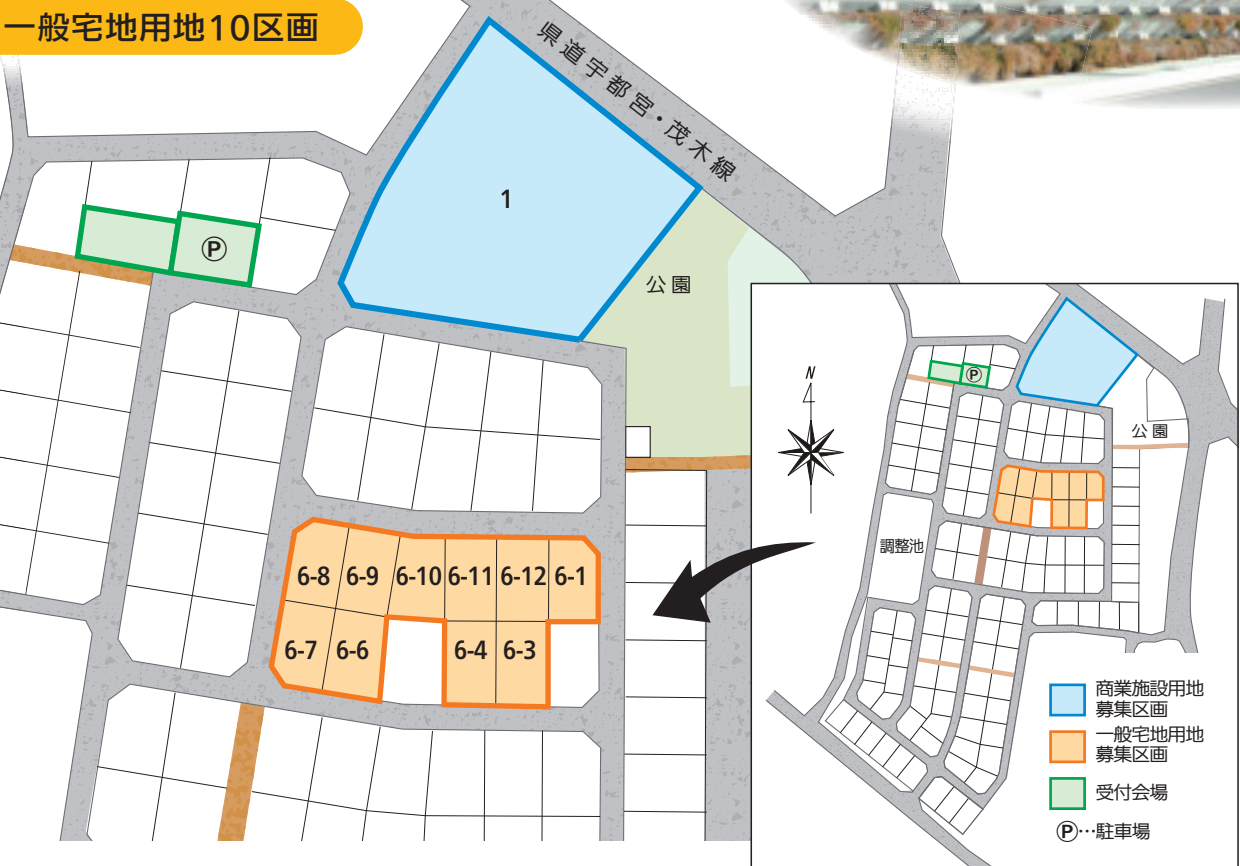 一般宅地用地10区画
県道宇都宮・茂木線
1
Ⓟ
公園
6-8 6-9 6-10 6-11 6-12 6-1
6-7 6-6 6-4 6-3
N
Ⓟ
公園
調整池
商業施設用地
募集区画
一般宅地用地
募集区画
受付会場
Ⓟ…駐車場